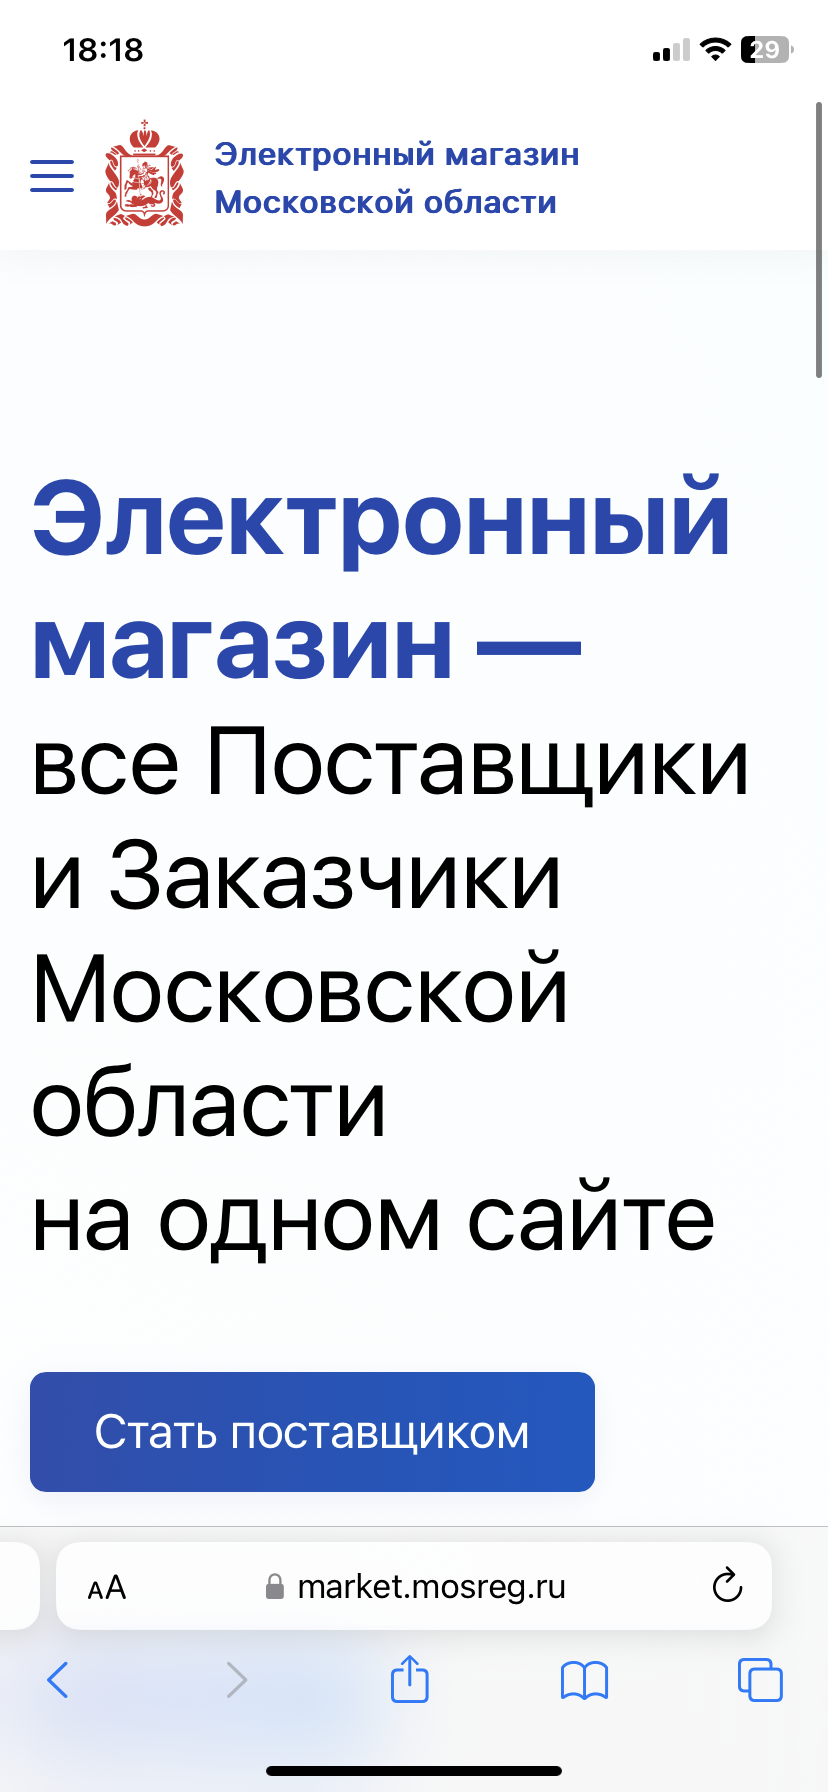 18:18
29
Электронный магазин
Московской области
Электронный
магазин —
все Поставщики
и Заказчики
Московской
области
на одном сайте
Стать поставщиком
AA market.mosreg.ru